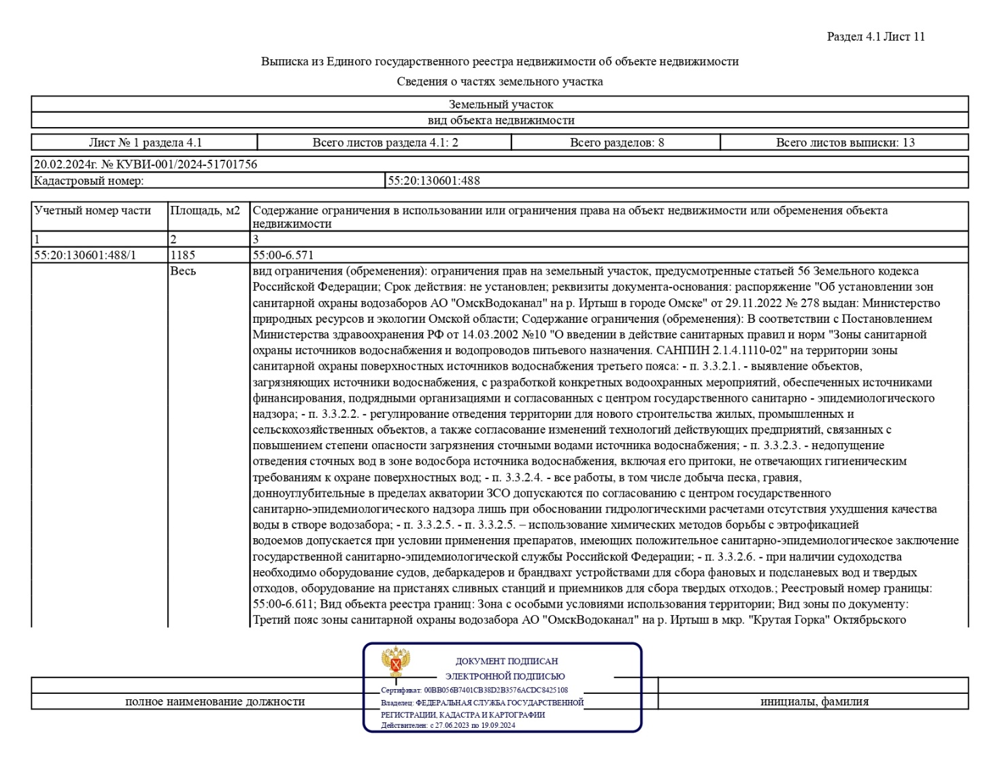 Раздел 4.1 Лист 11
Выписка из Единого государственного реестра недвижимости об объекте недвижимости
Сведения о частях земельного участка
Земельный участок
вид объекта недвижимости
Лист № 1 раздела 4.1 Всего листов раздела 4.1: 2 Всего разделов: 8 Всего листов выписки: 13
20.02.2024г. № КУВИ-001/2024-51701756
Кадастровый номер: 55:20:130601:488
Учетный номер части Площадь, м2 Содержание ограничения в использовании или ограничения права на объект недвижимости или обременения объекта
недвижимости
1 2 3
55:20:130601:488/1 1185 55:00-6.571
Весь вид ограничения (обременения): ограничения прав на земельный участок, предусмотренные статьей 56 Земельного кодекса
Российской Федерации; Срок действия: не установлен; реквизиты документа-основания: распоряжение "Об установлении зон
санитарной охраны водозаборов АО "ОмскВодоканал" на р. Иртыш в городе Омске" от 29.11.2022 № 278 выдан: Министерство
природных ресурсов и экологии Омской области; Содержание ограничения (обременения): В соответствии с Постановлением
Министерства здравоохранения РФ от 14.03.2002 №10 "О введении в действие санитарных правил и норм "Зоны санитарной
охраны источников водоснабжения и водопроводов питьевого назначения. САНПИН 2.1.4.1110-02" на территории зоны
санитарной охраны поверхностных источников водоснабжения третьего пояса: - п. 3.3.2.1. - выявление объектов,
загрязняющих источники водоснабжения, с разработкой конкретных водоохранных мероприятий, обеспеченных источниками
финансирования, подрядными организациями и согласованных с центром государственного санитарно - эпидемиологического
надзора; - п. 3.3.2.2. - регулирование отведения территории для нового строительства жилых, промышленных и
сельскохозяйственных объектов, а также согласование изменений технологий действующих предприятий, связанных с
повышением степени опасности загрязнения сточными водами источника водоснабжения; - п. 3.3.2.3. - недопущение
отведения сточных вод в зоне водосбора источника водоснабжения, включая его притоки, не отвечающих гигиеническим
требованиям к охране поверхностных вод; - п. 3.3.2.4. - все работы, в том числе добыча песка, гравия,
донноуглубительные в пределах акватории ЗСО допускаются по согласованию с центром государственного
санитарно-эпидемиологического надзора лишь при обосновании гидрологическими расчетами отсутствия ухудшения качества
воды в створе водозабора; - п. 3.3.2.5. - п. 3.3.2.5. – использование химических методов борьбы с эвтрофикацией
водоемов допускается при условии применения препаратов, имеющих положительное санитарно-эпидемиологическое заключение
государственной санитарно-эпидемиологической службы Российской Федерации; - п. 3.3.2.6. - при наличии судоходства
необходимо оборудование судов, дебаркадеров и брандвахт устройствами для сбора фановых и подсланевых вод и твердых
отходов, оборудование на пристанях сливных станций и приемников для сбора твердых отходов.; Реестровый номер границы:
55:00-6.611; Вид объекта реестра границ: Зона с особыми условиями использования территории; Вид зоны по документу:
Третий пояс зоны санитарной охраны водозабора АО "ОмскВодоканал" на р. Иртыш в мкр. "Крутая Горка" Октябрьского
ДОКУМЕНТ ПОДПИСАН
ЭЛЕКТРОННОЙ ПОДПИСЬЮ
Сертификат: 00BB056B7401CB38D2B3576ACDC8425108
Владелец: ФЕДЕРАЛЬНАЯ СЛУЖБА ГОСУДАРСТВЕННОЙ
РЕГИСТРАЦИИ, КАДАСТРА И КАРТОГРАФИИ
Действителен: с 27.06.2023 по 19.09.2024
полное наименование должности инициалы, фамилия